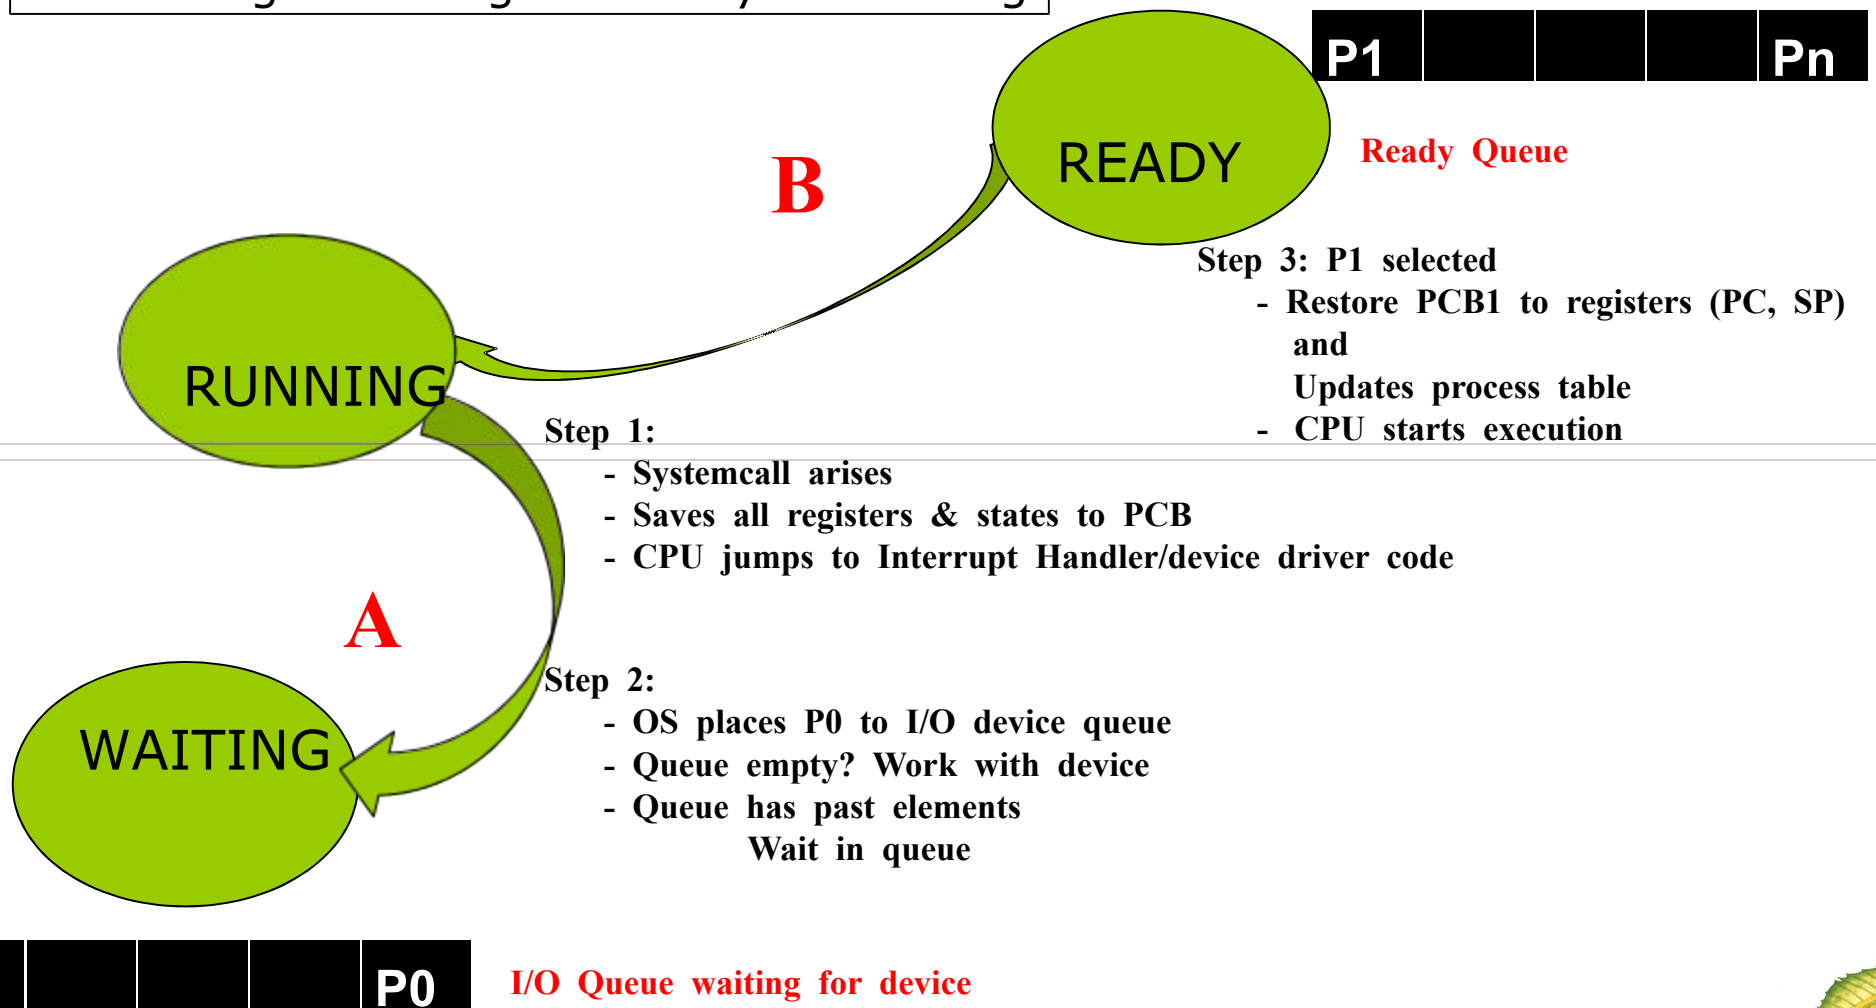 P1 Pn
READY
Ready Queue
B
Step 3: P1 selected
- Restore PCB1 to registers (PC, SP)
and
Updates process table
- CPU starts execution
RUNNING
Step 1:
- Systemcall arises
- Saves all registers & states to PCB
- CPU jumps to Interrupt Handler/device driver code
A
Step 2:
- OS places P0 to I/O device queue
- Queue empty? Work with device
- Queue has past elements
Wait in queue
WAITING
P0
I/O Queue waiting for device